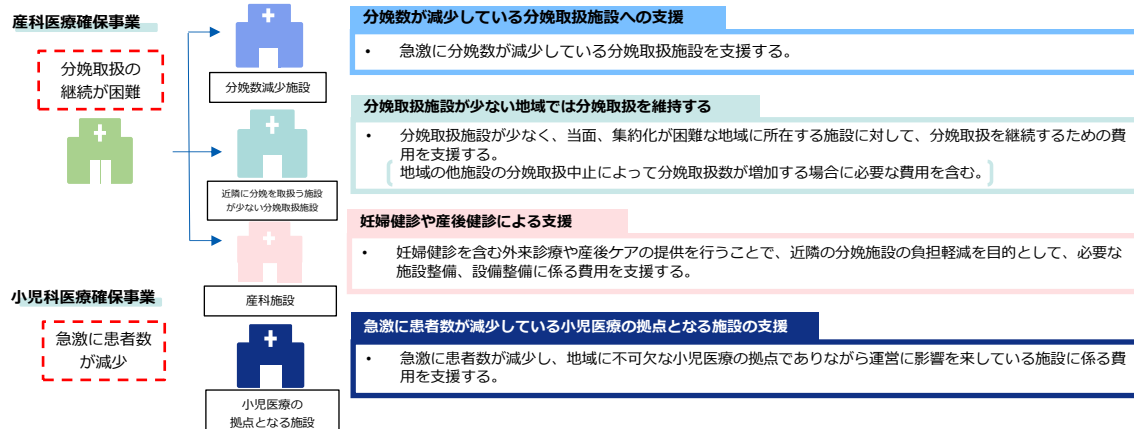 産科医療確保事業
分娩取扱の
継続が困難
分娩数減少施設
分娩数が減少している分娩取扱施設への支援
• 急激に分娩数が減少している分娩取扱施設を支援する。
近隣に分娩を取扱う施設
が少ない分娩取扱施設
分娩取扱施設が少ない地域では分娩取扱を維持する
• 分娩取扱施設が少なく、当面、集約化が困難な地域に所在する施設に対して、分娩取扱を継続するための費
用を支援する。
地域の他施設の分娩取扱中止によって分娩取扱数が増加する場合に必要な費用を含む。
産科施設
妊婦健診や産後健診による支援
• 妊婦健診を含む外来診療や産後ケアの提供を行うことで、近隣の分娩施設の負担軽減を目的として、必要な
施設整備、設備整備に係る費用を支援する。
小児科医療確保事業
急激に患者数
が減少
小児医療の
拠点となる施設
急激に患者数が減少している小児医療の拠点となる施設の支援
• 急激に患者数が減少し、地域に不可欠な小児医療の拠点でありながら運営に影響を来している施設に係る費
用を支援する。